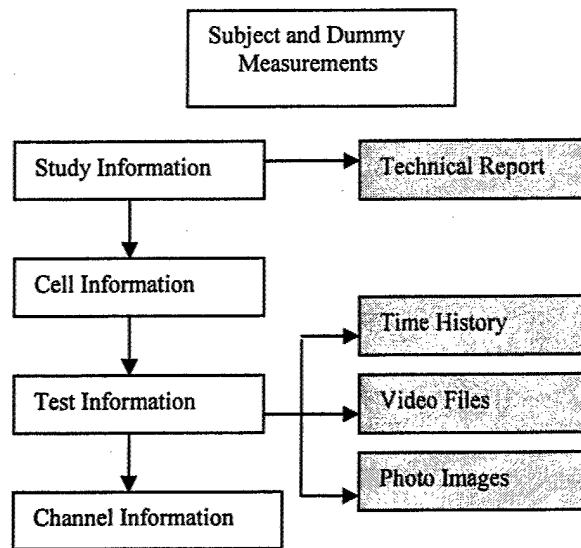 Subject and Dummy
Measurements
Study Information
Technical Report
Cell Information
Time History
Test Information
Video Files
Photo Images
Channel Information